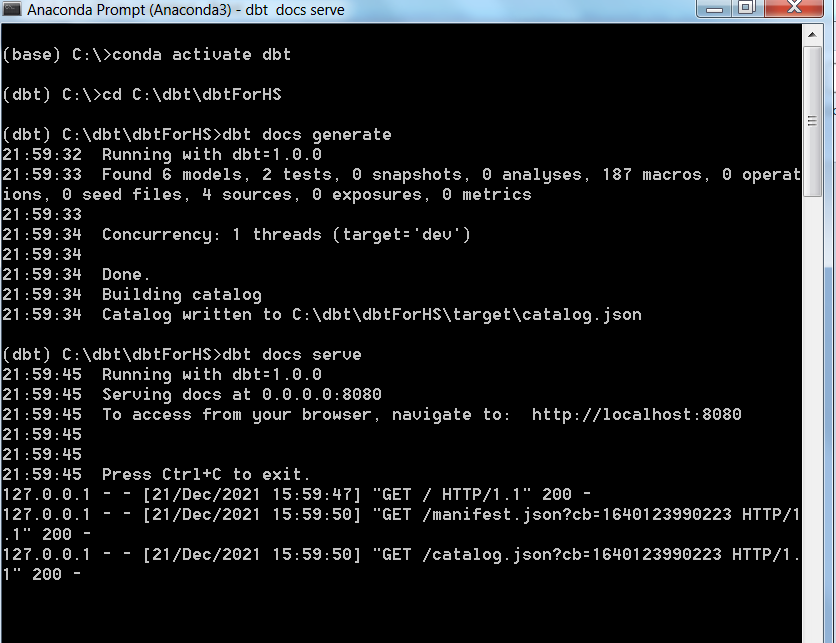 Anaconda Prompt (Anaconda3) - dbt  docs serve
(base) C:\>conda activate dbt
(dbt) C:\>cd C:\dbt\dbtForHS
(dbt) C:\dbt\dbtForHS>dbt docs generate
21:59:32  Running with dbt=1.0.0
21:59:33  Found 6 models, 2 tests, 0 snapshots, 0 analyses, 187 macros, 0 operat
ions, 0 seed files, 4 sources, 0 exposures, 0 metrics
21:59:33
21:59:34  Concurrency: 1 threads (target='dev')
21:59:34
21:59:34  Done.
21:59:34  Building catalog
21:59:34  Catalog written to C:\dbt\dbtForHS\target\catalog.json
(dbt) C:\dbt\dbtForHS>dbt docs serve
21:59:45  Running with dbt=1.0.0
21:59:45  Serving docs at 0.0.0.0:8080
21:59:45  To access from your browser, navigate to:  http://localhost:8080
21:59:45
21:59:45
21:59:45  Press Ctrl+C to exit.
127.0.0.1 - - [21/Dec/2021 15:59:47] "GET / HTTP/1.1" 200 -
127.0.0.1 - - [21/Dec/2021 15:59:50] "GET /manifest.json?cb=1640123990223 HTTP/1
.1" 200 -
127.0.0.1 - - [21/Dec/2021 15:59:50] "GET /catalog.json?cb=1640123990223 HTTP/1.
1" 200 -